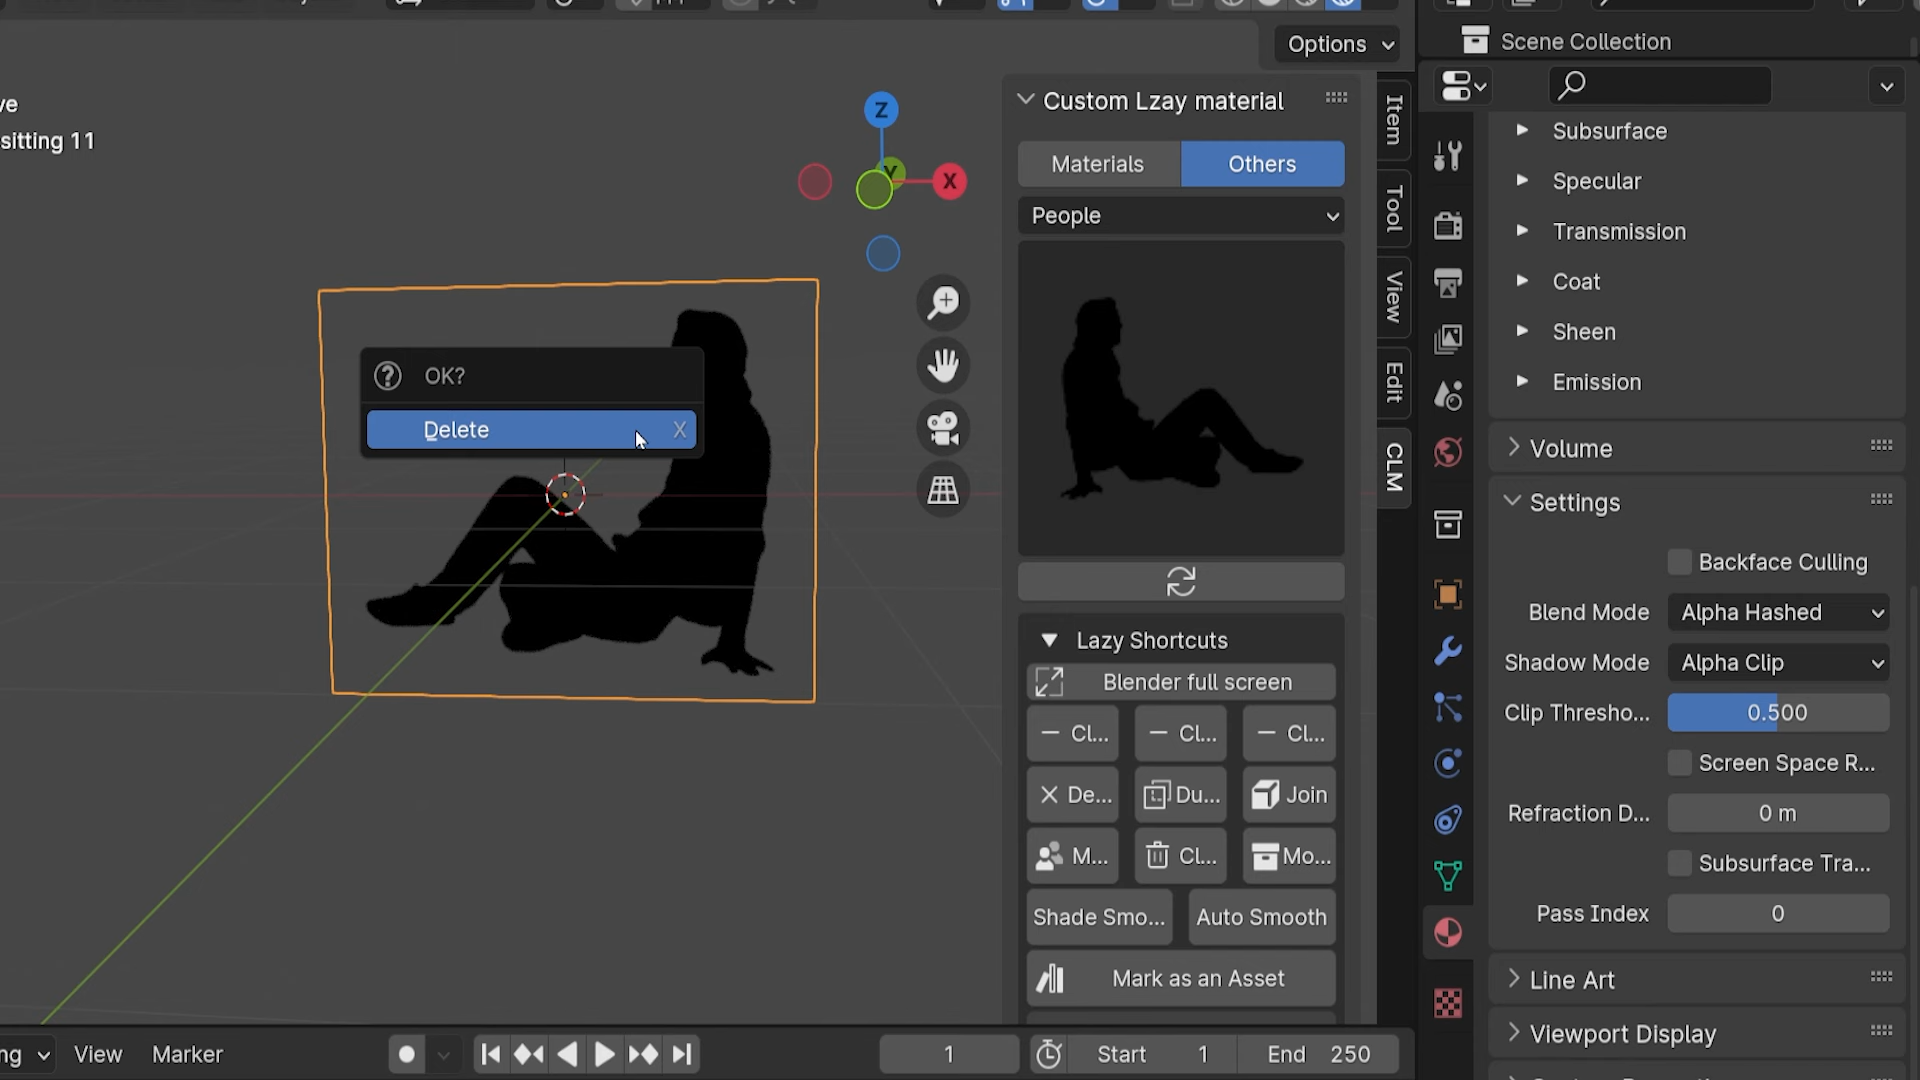 Options
Scene Collection
ve
sitting 11
Z
Y
X
OK?
Delete X
Custom Lzay material
Materials Others
People
Lazy Shortcuts
Blender full screen
Cl... Cl... Cl...
De... Du... Join
M... Cl... Mo...
Shade Smo... Auto Smooth
Mark as an Asset
Item
Tool
View
Edit
CLM
Subsurface
Specular
Transmission
Coat
Sheen
Emission
Volume
Settings
Backface Culling
Blend Mode Alpha Hashed
Shadow Mode Alpha Clip
Clip Thresho... 0.500
Screen Space R...
Refraction D... 0 m
Subsurface Tra...
Pass Index 0
Line Art
Viewport Display
ng View Marker
1 Start 1 End 250